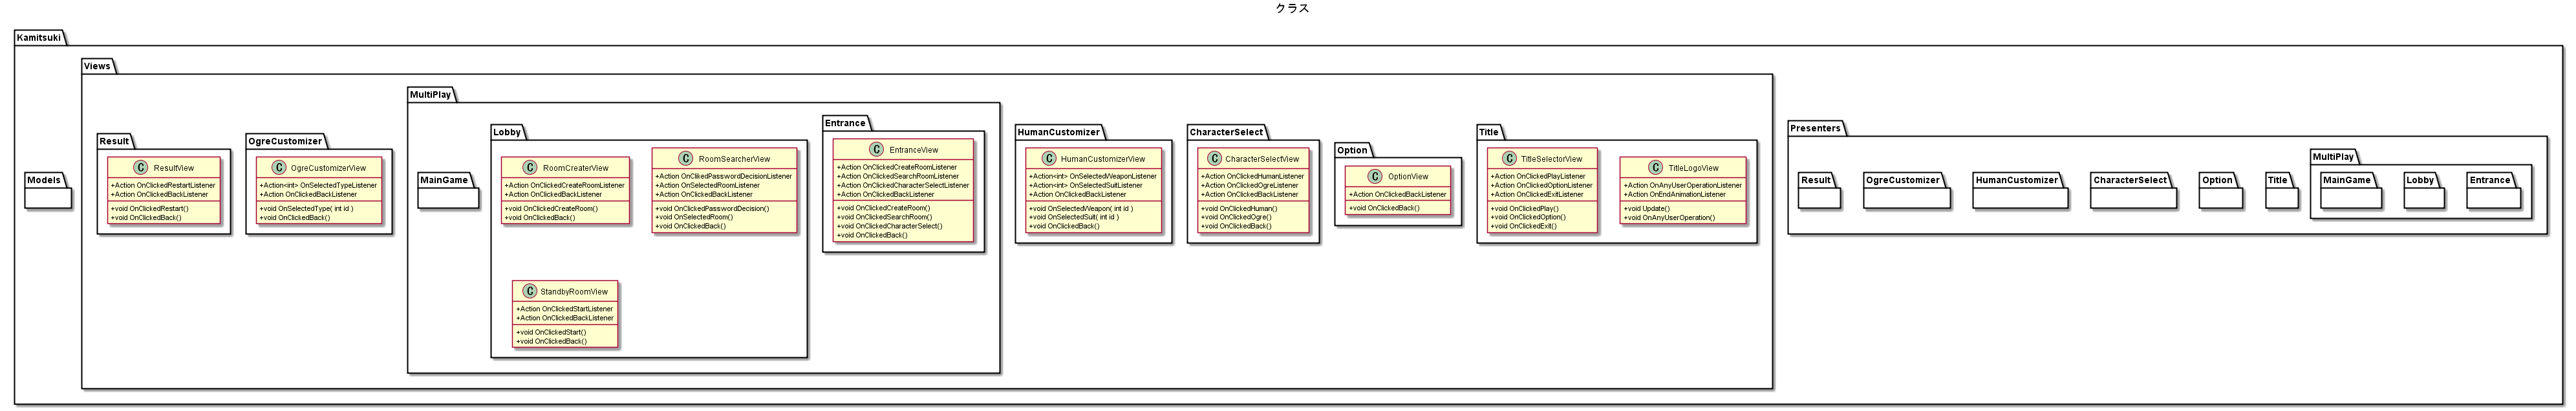 クラス
Kamitsuki
Models
Views
Result
ResultView
+Action OnClickedRestartListener
+Action OnClickedBackListener
+void OnClickedRestart()
+void OnClickedBack()
OgreCustomizer
OgreCustomizerView
+Action<int> OnSelectedTypeListener
+Action OnClickedBackListener
+void OnSelectedType( int id )
+void OnClickedBack()
MultiPlay
MainGame
Lobby
RoomCreaterView
+Action OnClickedCreateRoomListener
+Action OnClickedBackListener
+void OnClickedCreateRoom()
+void OnClickedBack()
RoomSearcherView
+Action OnClikedPasswordDecisionListener
+Action OnSelectedRoomListener
+Action OnClickedBackListener
+void OnClickedPasswordDecision()
+void OnSelectedRoom()
+void OnClickedBack()
StandbyRoomView
+Action OnClickedStartListener
+Action OnClickedBackListener
+void OnClickedStart()
+void OnClickedBack()
Entrance
EntranceView
+Action OnClickedCreateRoomListener
+Action OnClickedSearchRoomListener
+Action OnClickedCharacterSelectListener
+Action OnClickedBackListener
+void OnClickedCreateRoom()
+void OnClickedSearchRoom()
+void OnClickedCharacterSelect()
+void OnClickedBack()
HumanCustomizer
HumanCustomizerView
+Action<int> OnSelectedWeaponListener
+Action<int> OnSelectedSuitListener
+Action OnClickedBackListener
+void OnSelectedWeapon( int id )
+void OnSelectedSuit( int id )
+void OnClickedBack()
CharacterSelect
CharacterSelectView
+Action OnClickedHumanListener
+Action OnClickedOgreListener
+Action OnClickedBackListener
+void OnClickedHuman()
+void OnClickedOgre()
+void OnClickedBack()
Option
OptionView
+Action OnClickedBackListener
+void OnClickedBack()
Title
TitleSelectorView
+Action OnClickedPlayListener
+Action OnClickedOptionListener
+Action OnClickedExitListener
+void OnClickedPlay()
+void OnClickedOption()
+void OnClickedExit()
TitleLogoView
+Action OnAnyUserOperationListener
+Action OnEndAnimationListener
+void Update()
+void OnAnyUserOperation()
Presenters
Result
OgreCustomizer
HumanCustomizer
CharacterSelect
Option
Title
MultiPlay
MainGame
Lobby
Entrance